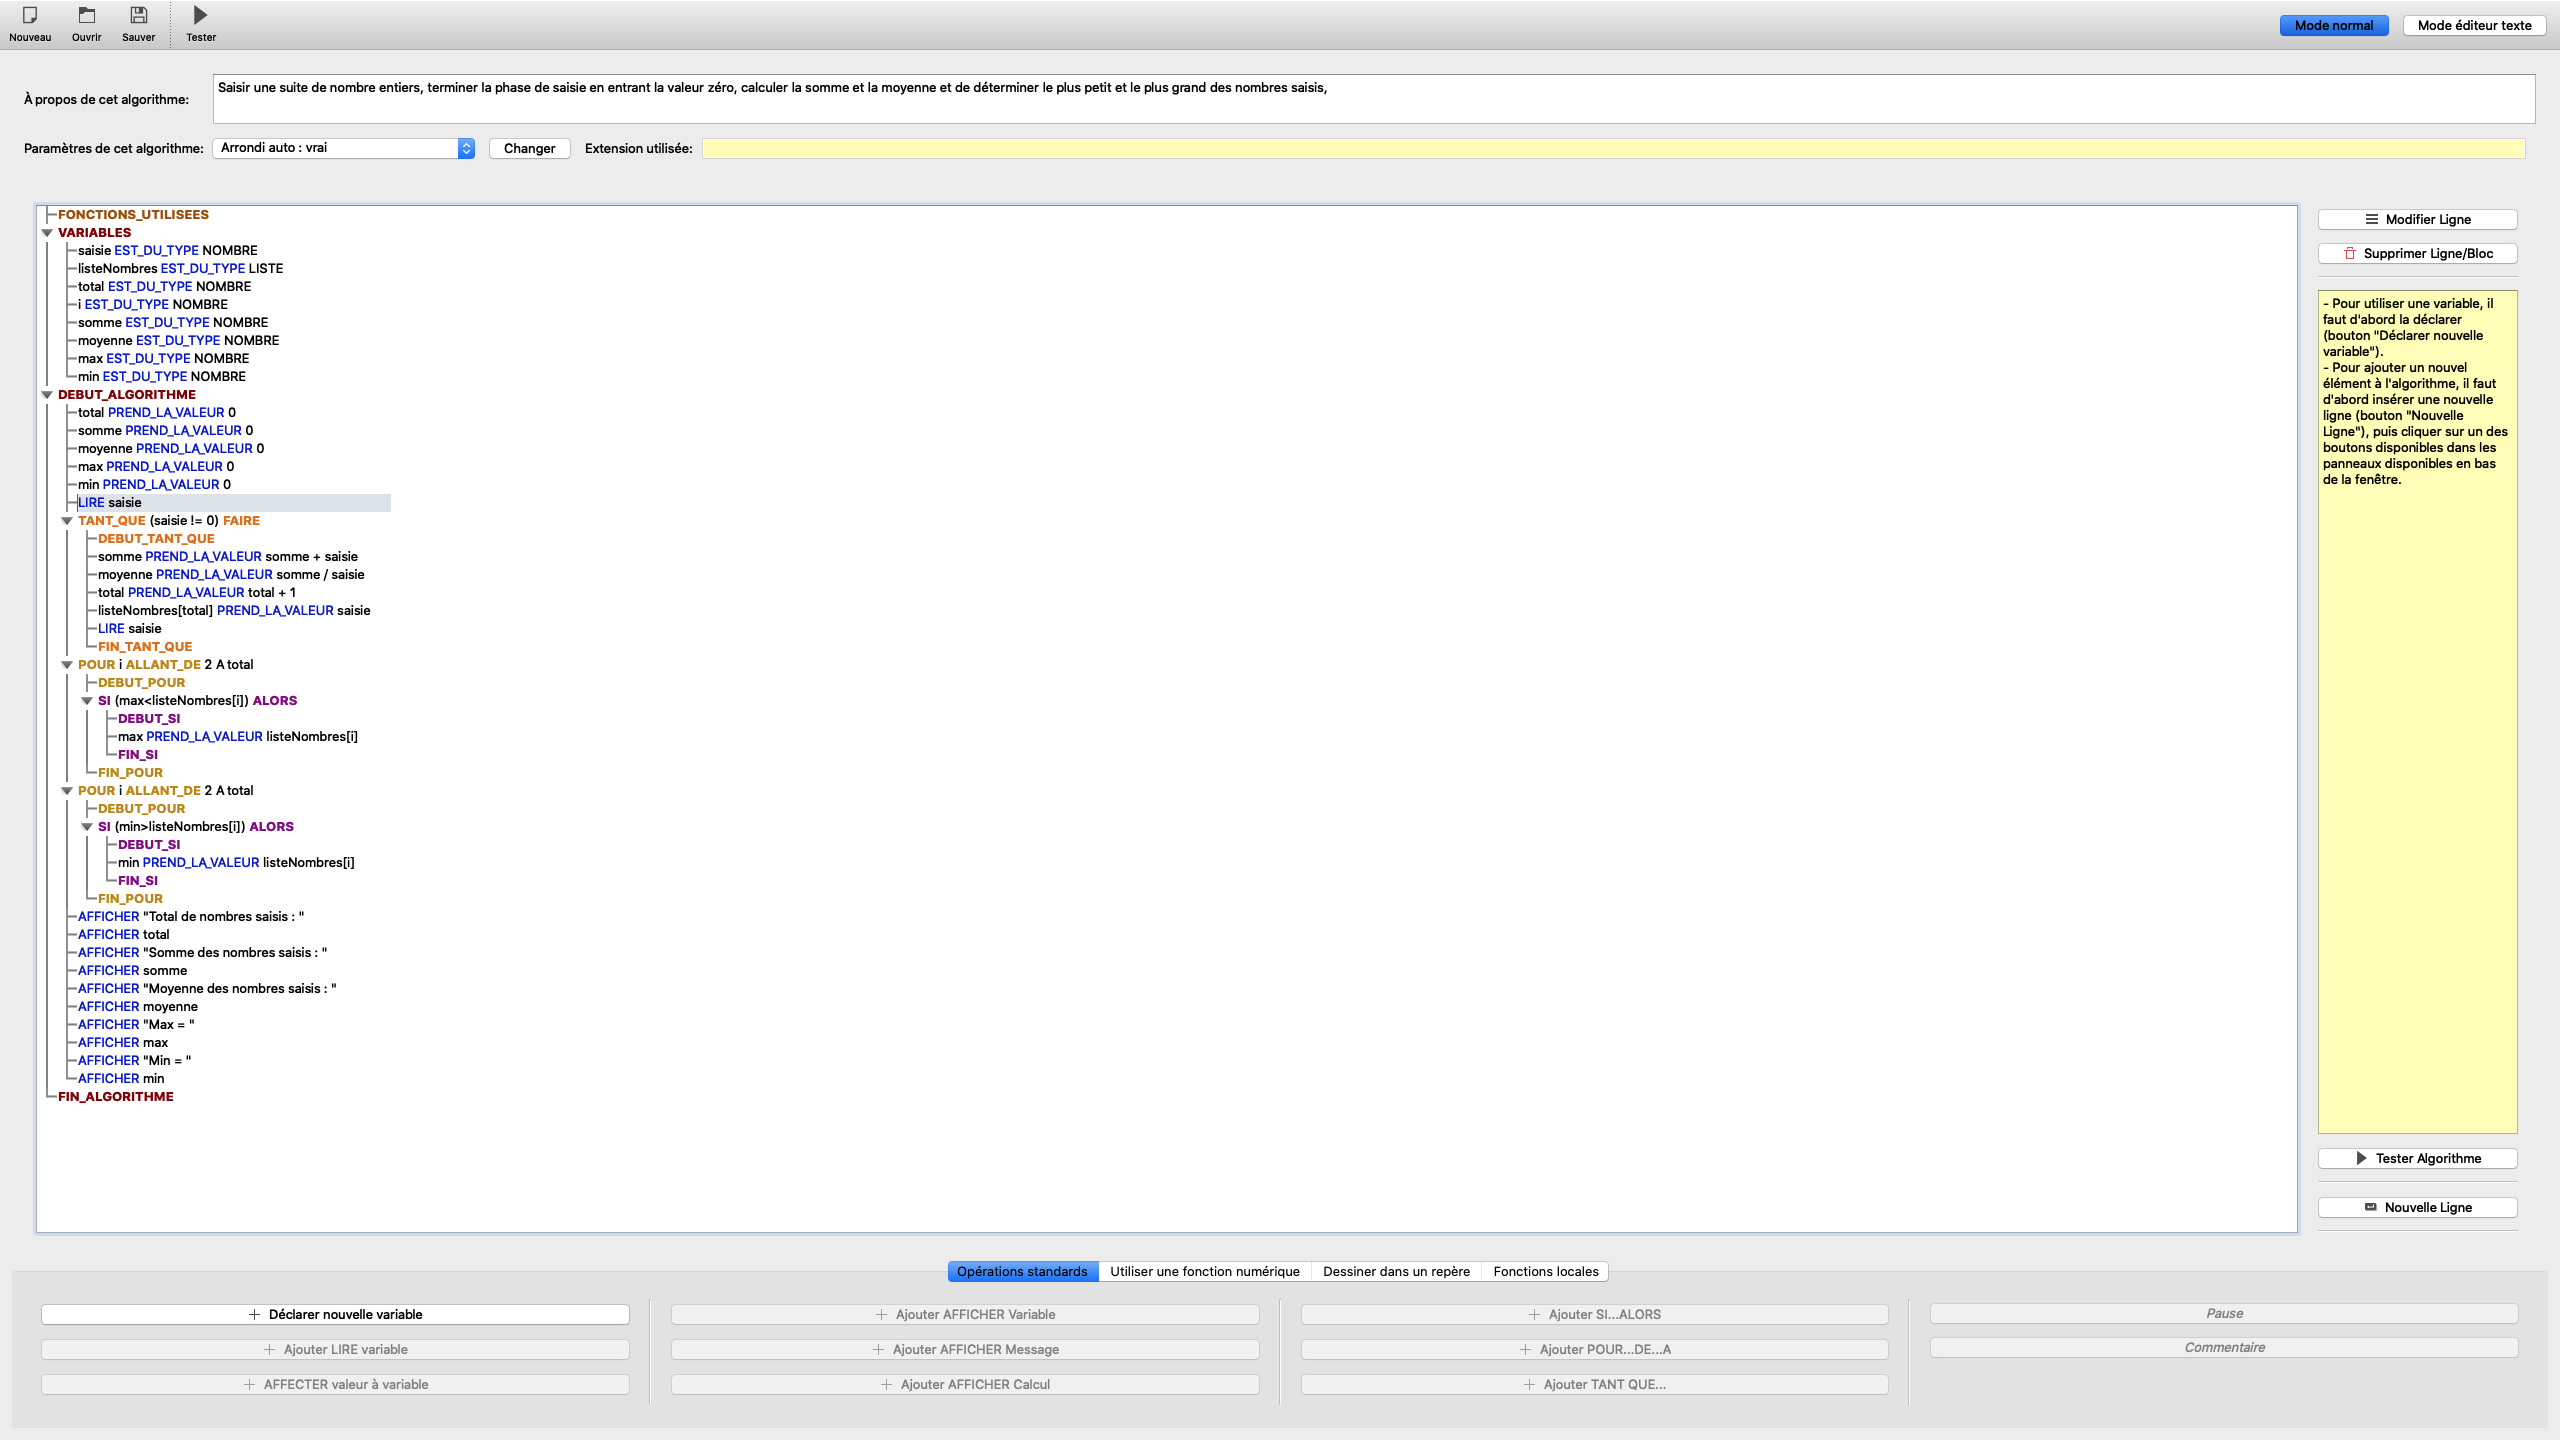 Nouveau Ouvrir Sauver Tester Mode normal Mode éditeur texte
À propos de cet algorithme: Saisir une suite de nombre entiers, terminer la phase de saisie en entrant la valeur zéro, calculer la somme et la moyenne et de déterminer le plus petit et le plus grand des nombres saisis,
Paramètres de cet algorithme: Arrondi auto : vrai Changer Extension utilisée:
FONCTIONS_UTILISEES
VARIABLES
saisie EST_DU_TYPE NOMBRE
listeNombres EST_DU_TYPE LISTE
total EST_DU_TYPE NOMBRE
i EST_DU_TYPE NOMBRE
somme EST_DU_TYPE NOMBRE
moyenne EST_DU_TYPE NOMBRE
max EST_DU_TYPE NOMBRE
min EST_DU_TYPE NOMBRE
DEBUT_ALGORITHME
total PREND_LA_VALEUR 0
somme PREND_LA_VALEUR 0
moyenne PREND_LA_VALEUR 0
max PREND_LA_VALEUR 0
min PREND_LA_VALEUR 0
LIRE saisie
TANT_QUE (saisie != 0) FAIRE
DEBUT_TANT_QUE
somme PREND_LA_VALEUR somme + saisie
moyenne PREND_LA_VALEUR somme / saisie
total PREND_LA_VALEUR total + 1
listeNombres[total] PREND_LA_VALEUR saisie
LIRE saisie
FIN_TANT_QUE
POUR i ALLANT_DE 2 A total
DEBUT_POUR
SI (max<listeNombres[i]) ALORS
DEBUT_SI
max PREND_LA_VALEUR listeNombres[i]
FIN_SI
FIN_POUR
POUR i ALLANT_DE 2 A total
DEBUT_POUR
SI (min>listeNombres[i]) ALORS
DEBUT_SI
min PREND_LA_VALEUR listeNombres[i]
FIN_SI
FIN_POUR
AFFICHER "Total de nombres saisis : "
AFFICHER total
AFFICHER "Somme des nombres saisis : "
AFFICHER somme
AFFICHER "Moyenne des nombres saisis : "
AFFICHER moyenne
AFFICHER "Max = "
AFFICHER max
AFFICHER "Min = "
AFFICHER min
FIN_ALGORITHME
Modifier Ligne
Supprimer Ligne/Bloc
- Pour utiliser une variable, il
faut d'abord la déclarer
(bouton "Déclarer nouvelle
variable").
- Pour ajouter un nouvel
élément à l'algorithme, il faut
d'abord insérer une nouvelle
ligne (bouton "Nouvelle
Ligne"), puis cliquer sur un des
boutons disponibles dans les
panneaux disponibles en bas
de la fenêtre.
Tester Algorithme
Nouvelle Ligne
Opérations standards Utiliser une fonction numérique Dessiner dans un repère Fonctions locales
Déclarer nouvelle variable Ajouter AFFICHER Variable Ajouter SI...ALORS Pause
Ajouter LIRE variable Ajouter AFFICHER Message Ajouter POUR...DE...A Commentaire
AFFECTER valeur à variable Ajouter AFFICHER Calcul Ajouter TANT QUE...